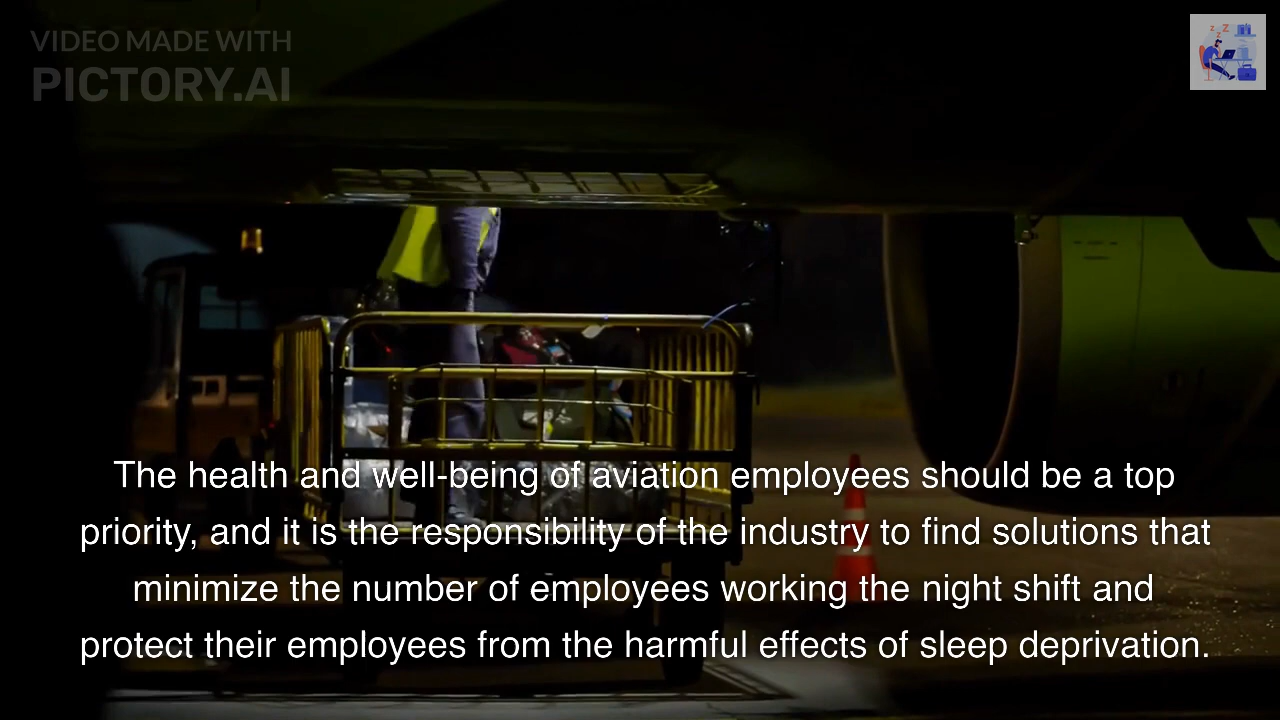 VIDEO MADE WITH
PICTORY.AI
z z Z
The health and well-being of aviation employees should be a top
priority, and it is the responsibility of the industry to find solutions that
minimize the number of employees working the night shift and
protect their employees from the harmful effects of sleep deprivation.